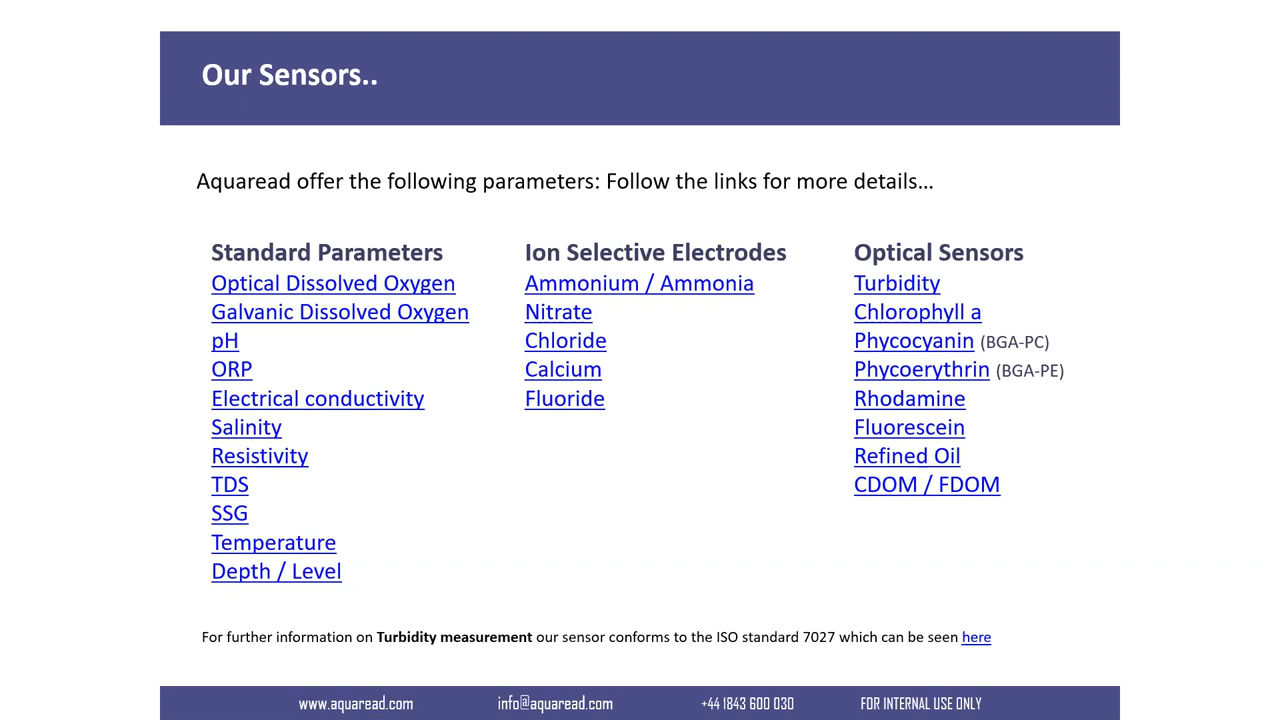 Our Sensors..
Aquaread offer the following parameters: Follow the links for more details...
Standard Parameters
Optical Dissolved Oxygen
Galvanic Dissolved Oxygen
pH
ORP
Electrical conductivity
Salinity
Resistivity
TDS
SSG
Temperature
Depth / Level
Ion Selective Electrodes
Ammonium / Ammonia
Nitrate
Chloride
Calcium
Fluoride
Optical Sensors
Turbidity
Chlorophyll a
Phycocyanin (BGA-PC)
Phycoerythrin (BGA-PE)
Rhodamine
Fluorescein
Refined Oil
CDOM / FDOM
For further information on Turbidity measurement our sensor conforms to the ISO standard 7027 which can be seen here
www.aquaread.com info@aquaread.com +44 1843 600 030 FOR INTERNAL USE ONLY